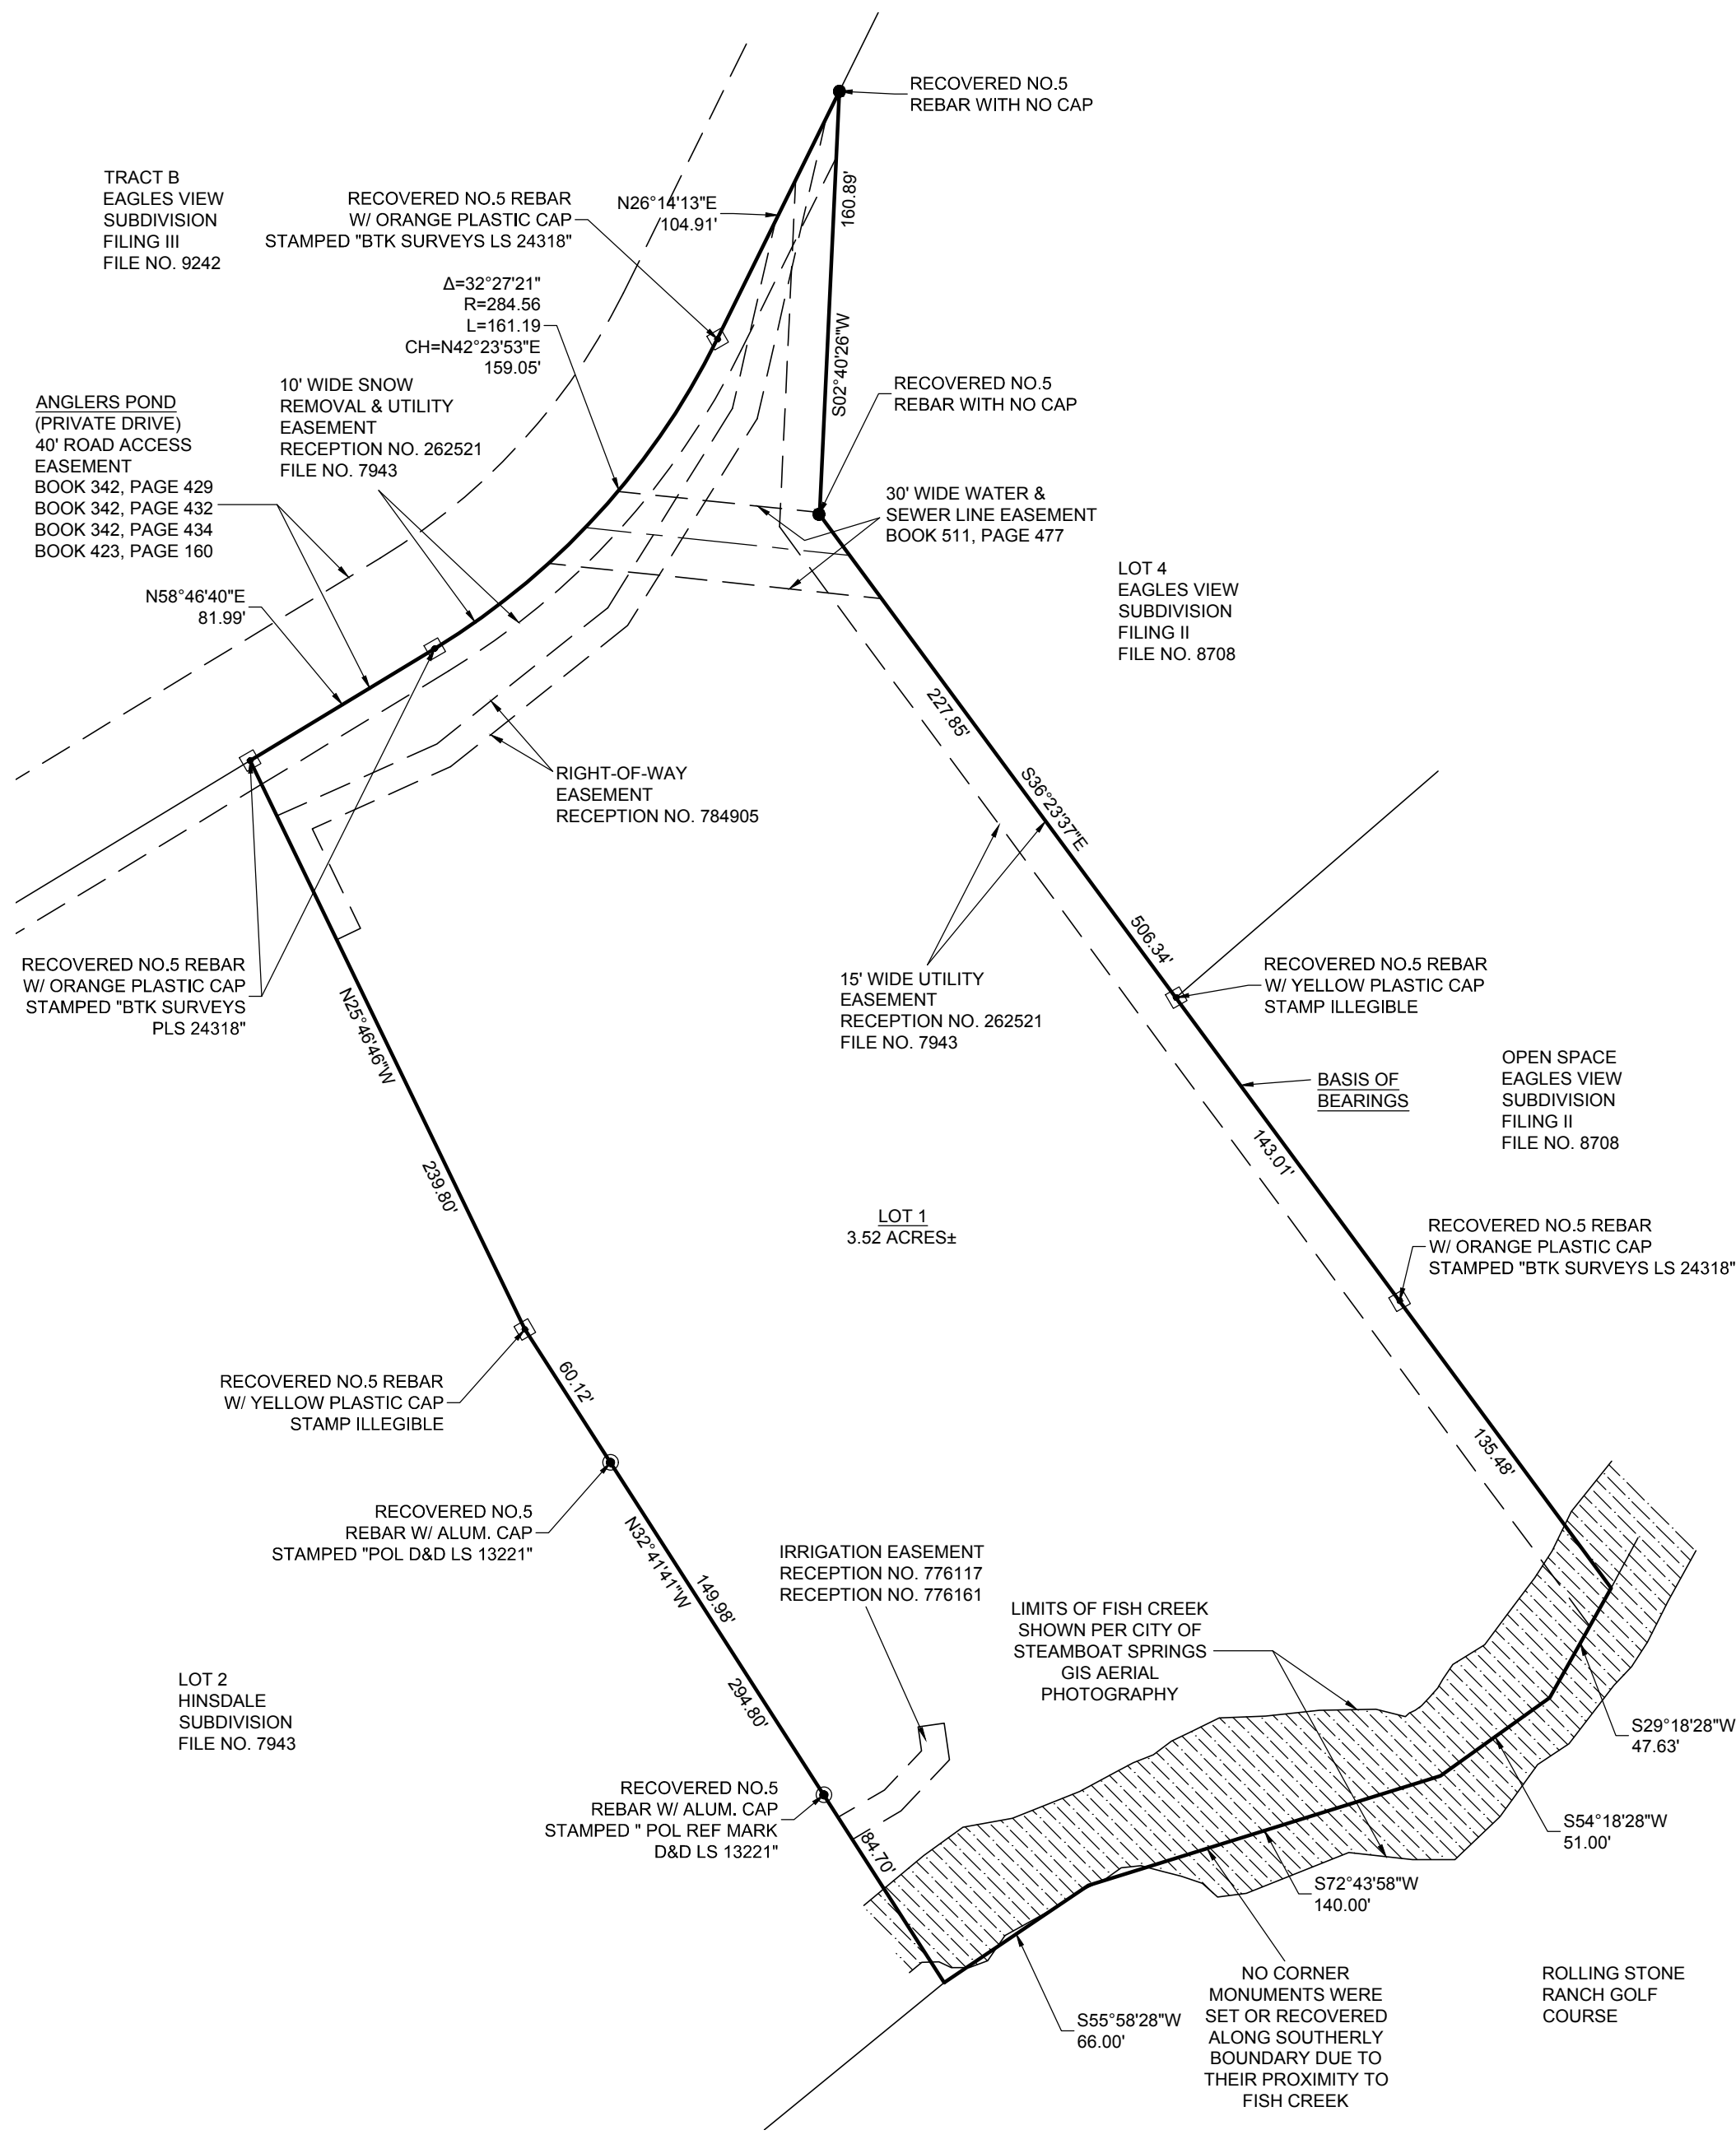 RECOVERED NO.5
REBAR WITH NO CAP
TRACT B
EAGLES VIEW
SUBDIVISION
FILING III
FILE NO. 9242
RECOVERED NO.5 REBAR
W/ ORANGE PLASTIC CAP
STAMPED "BTK SURVEYS LS 24318"
N26°14'13"E
104.91'
160.89'
S02°40'26"W
Δ=32°27'21"
R=284.56
L=161.19
CH=N42°23'53"E
159.05'
10' WIDE SNOW
REMOVAL & UTILITY
EASEMENT
RECEPTION NO. 262521
FILE NO. 7943
ANGLERS POND
(PRIVATE DRIVE)
40' ROAD ACCESS
EASEMENT
BOOK 342, PAGE 429
BOOK 342, PAGE 432
BOOK 342, PAGE 434
BOOK 423, PAGE 160
RECOVERED NO.5
REBAR WITH NO CAP
30' WIDE WATER &
SEWER LINE EASEMENT
BOOK 511, PAGE 477
N58°46'40"E
81.99'
LOT 4
EAGLES VIEW
SUBDIVISION
FILING II
FILE NO. 8708
227.85'
S36°23'37"E
506.34'
RIGHT-OF-WAY
EASEMENT
RECEPTION NO. 784905
RECOVERED NO.5 REBAR
W/ ORANGE PLASTIC CAP
STAMPED "BTK SURVEYS
PLS 24318"
15' WIDE UTILITY
EASEMENT
RECEPTION NO. 262521
FILE NO. 7943
RECOVERED NO.5 REBAR
W/ YELLOW PLASTIC CAP
STAMP ILLEGIBLE
N25°46'46"W
239.80'
BASIS OF
BEARINGS
OPEN SPACE
EAGLES VIEW
SUBDIVISION
FILING II
FILE NO. 8708
143.01'
LOT 1
3.52 ACRES±
RECOVERED NO.5 REBAR
W/ ORANGE PLASTIC CAP
STAMPED "BTK SURVEYS LS 24318"
RECOVERED NO.5 REBAR
W/ YELLOW PLASTIC CAP
STAMP ILLEGIBLE
60.12'
135.48'
RECOVERED NO.5
REBAR W/ ALUM. CAP
STAMPED "POL D&D LS 13221"
N32°41'41"W
149.98'
294.80'
IRRIGATION EASEMENT
RECEPTION NO. 776117
RECEPTION NO. 776161
LIMITS OF FISH CREEK
SHOWN PER CITY OF
STEAMBOAT SPRINGS
GIS AERIAL
PHOTOGRAPHY
LOT 2
HINSDALE
SUBDIVISION
FILE NO. 7943
S29°18'28"W
47.63'
RECOVERED NO.5
REBAR W/ ALUM. CAP
STAMPED " POL REF MARK
D&D LS 13221"
84.70'
S54°18'28"W
51.00'
S72°43'58"W
140.00'
NO CORNER
MONUMENTS WERE
SET OR RECOVERED
ALONG SOUTHERLY
BOUNDARY DUE TO
THEIR PROXIMITY TO
FISH CREEK
ROLLING STONE
RANCH GOLF
COURSE
S55°58'28"W
66.00'